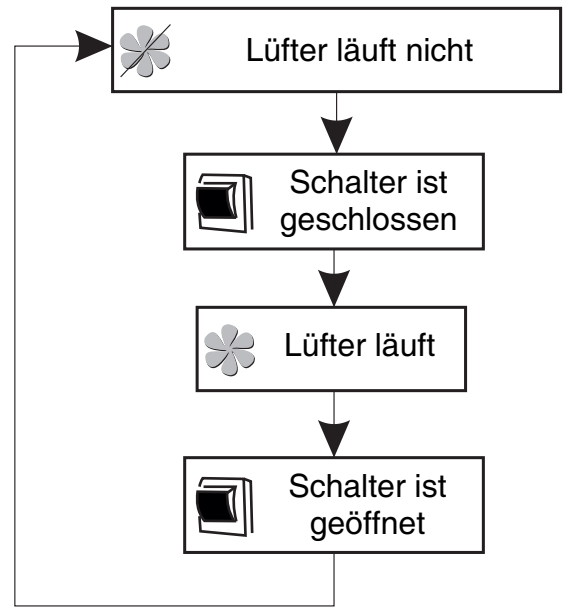 Lüfter läuft nicht
Schalter ist
geschlossen
Lüfter läuft
Schalter ist
geöffnet